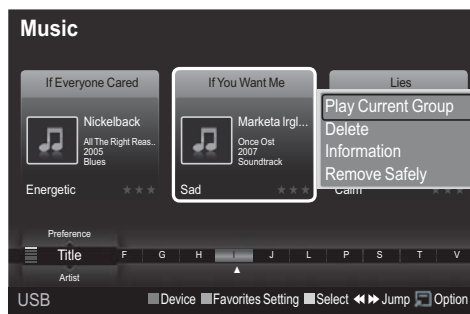 Music
If Everyone Cared
If You Want Me
Lies
Nickelback
All The Right Reas..
2005
Blues
Energetic
Marketa Irgl...
Once Ost
2007
Soundtrack
Sad
Play Current Group
Delete
Information
Remove Safely
Calm
Preference
Title F G H I J L P S T V
Artist
USB Device Favorites Setting Select Jump Option